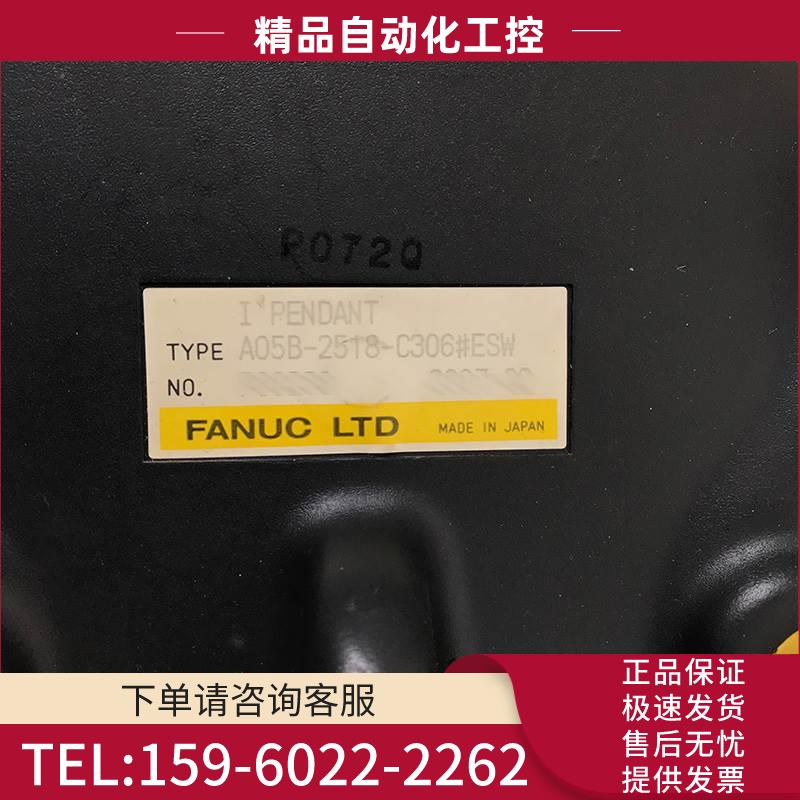 精品自动化工控
P072Q
I PENDANT
TYPE A05B-2518-C306#ESW
NO.
FANUC LTD MADE IN JAPAN
下单请咨询客服
TEL:159-6022-2262
正品保证
极速发货
售后无忧
提供发票